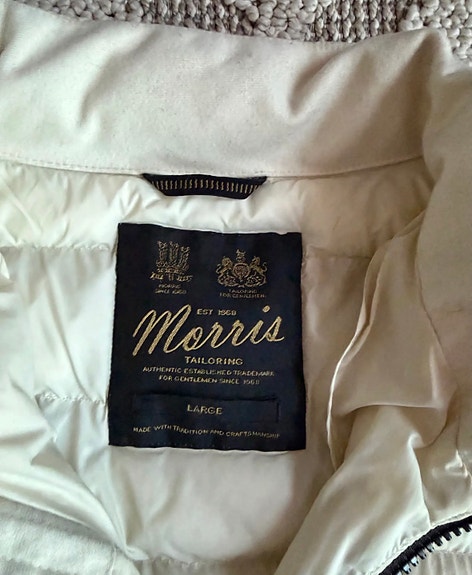 MORRIS
SINCE 1968
TAILORING
FOR GENTLEMEN
EST 1968
Morris
TAILORING
AUTHENTIC ESTABLISHED TRADEMARK
FOR GENTLEMEN SINCE 1968
LARGE
MADE WITH TRADITION AND CRAFTSMANSHIP